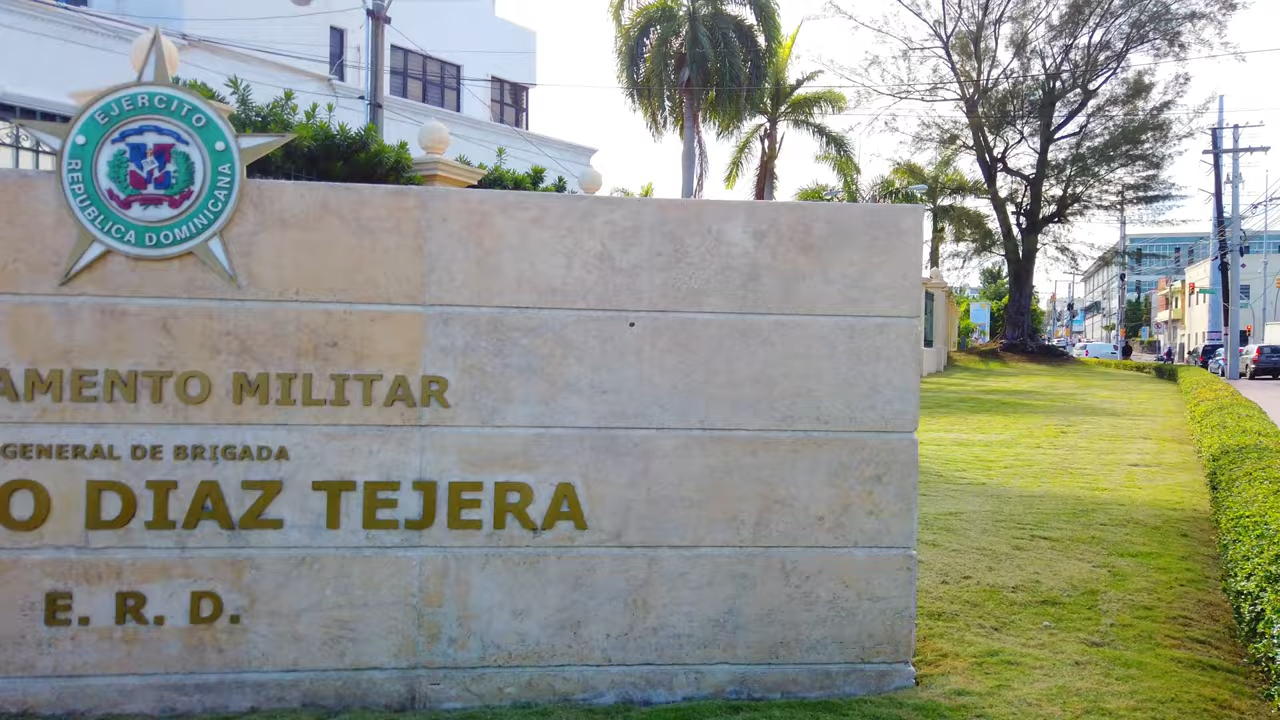 EJERCITO
REPUBLICA DOMINICANA
AMENTO MILITAR
GENERAL DE BRIGADA
O DIAZ TEJERA
E. R. D.